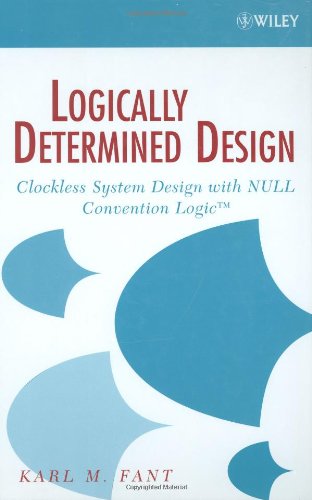 WILEY
LOGICALLY
DETERMINED DESIGN
Clockless System Design with NULL
Convention Logic™
KARL M. FANT